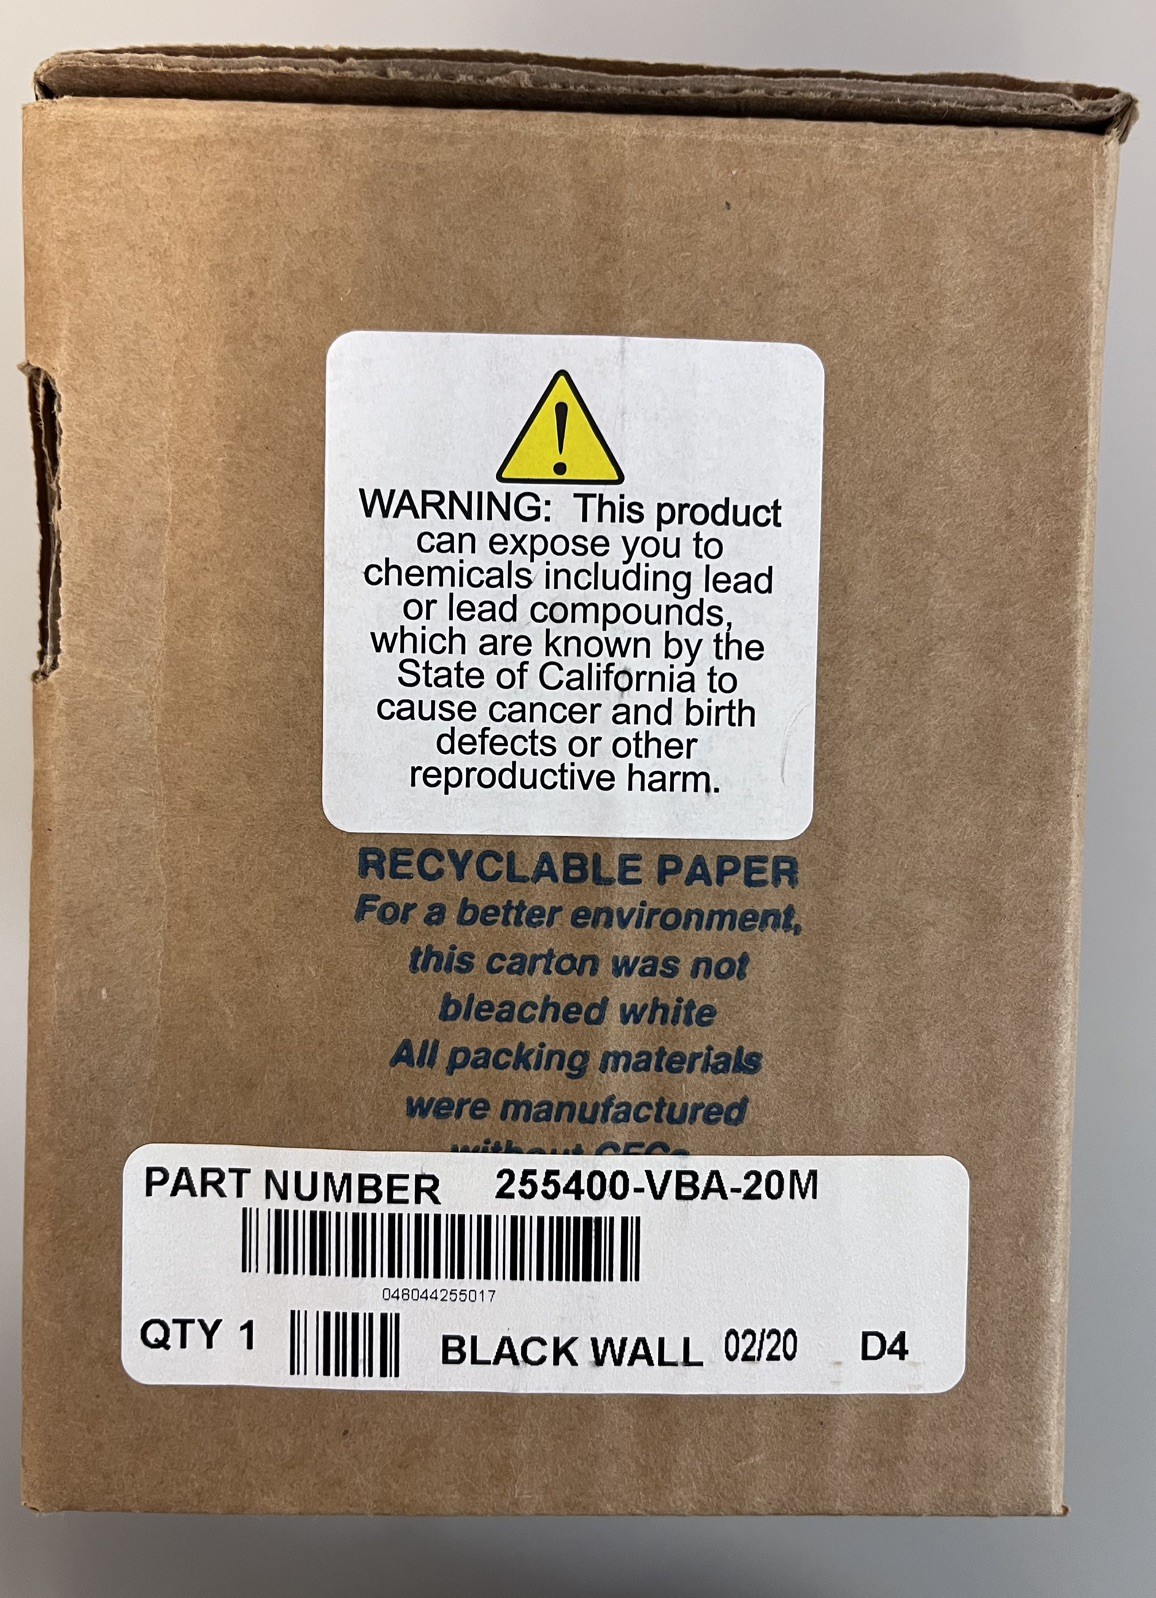 WARNING: This product
can expose you to
chemicals including lead
or lead compounds,
which are known by the
State of California to
cause cancer and birth
defects or other
reproductive harm.
RECYCLABLE PAPER
For a better environment,
this carton was not
bleached white
All packing materials
were manufactured
without CFCs
PART NUMBER 255400-VBA-20M
048044255017
QTY 1 BLACK WALL 02/20 D4